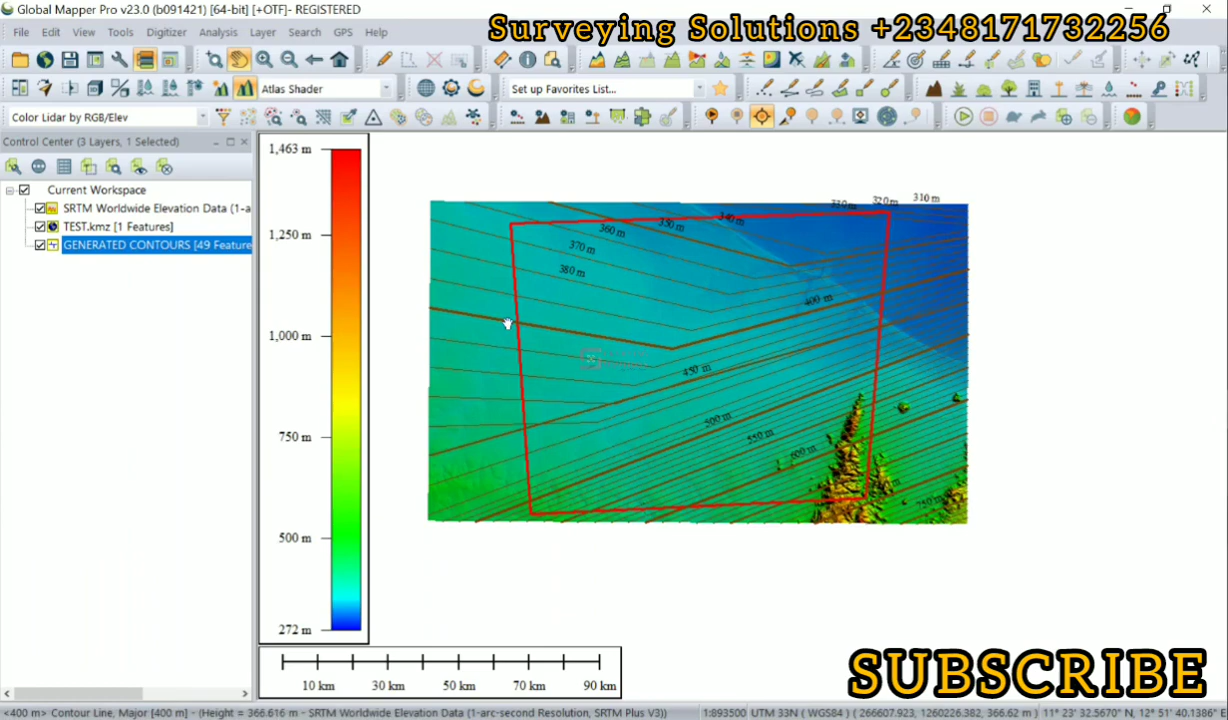 Global Mapper Pro v23.0 (b091421) [64-bit] [+OTF]- REGISTERED
Surveying Solutions +2348171732256
File Edit View Tools Digitizer Analysis Layer Search GPS Help
Atlas Shader
Set up Favorites List...
Color Lidar by RGB/Elev
Control Center (3 Layers, 1 Selected)
Current Workspace
SRTM Worldwide Elevation Data (1-a
TEST.kmz [1 Features]
GENERATED CONTOURS [49 Feature
1,463 m
1,250 m
1,000 m
750 m
500 m
272 m
310 m
320 m
330 m
340 m
350 m
360 m
370 m
380 m
400 m
450 m
500 m
550 m
600 m
750 m
10 km 30 km 50 km 70 km 90 km
SUBSCRIBE
<400 m> Contour Line, Major [400 m] - (Height = 366.616 m - SRTM Worldwide Elevation Data (1-arc-second Resolution, SRTM Plus V3))
1:893500 UTM 33N (WGS84) ( 266607.923, 1260226.382, 366.62 m ) 11° 23' 32.5670" N, 12° 51' 40.1386" E